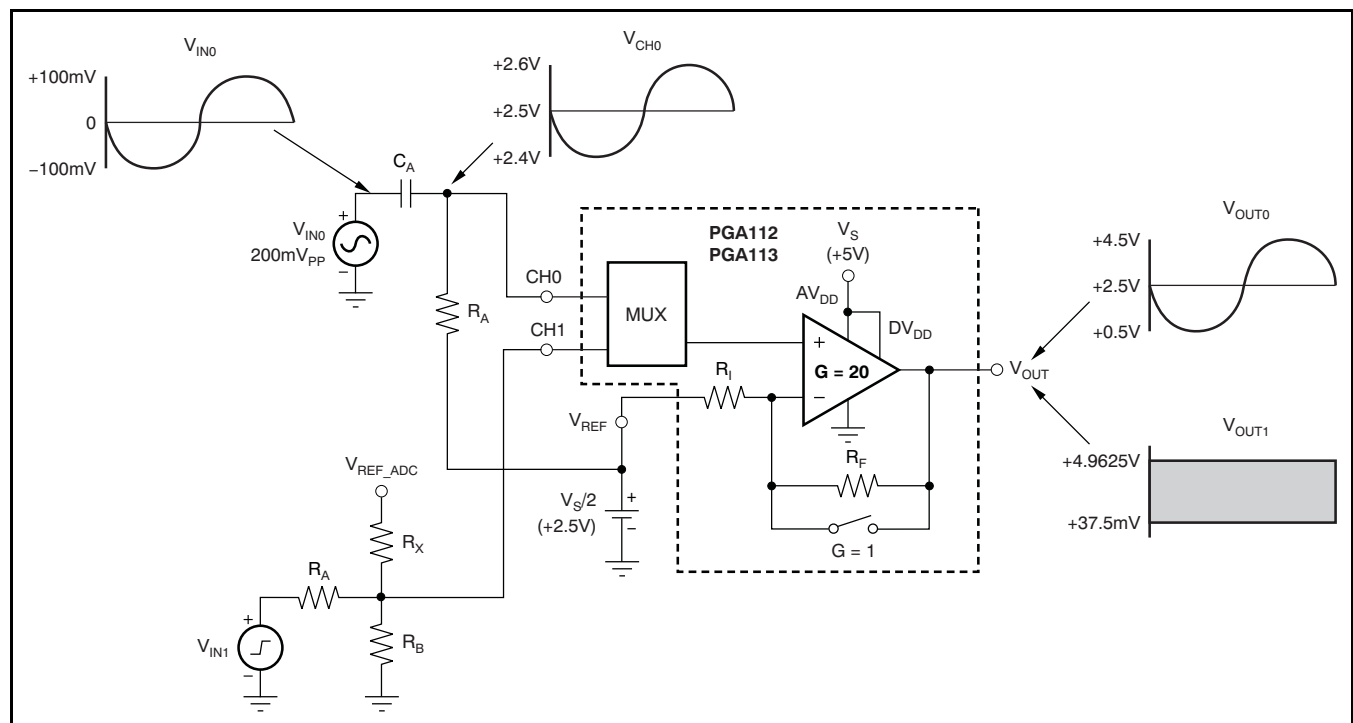 V_IN0
+100mV
0
−100mV
V_CH0
+2.6V
+2.5V
+2.4V
C_A
V_IN0
200mV_PP
+
−
R_A
CH0
CH1
MUX
PGA112
PGA113
V_S
(+5V)
AV_DD
DV_DD
+
G = 20
−
R_I
V_REF
R_F
G = 1
V_OUT
V_OUT0
+4.5V
+2.5V
+0.5V
V_OUT1
+4.9625V
+37.5mV
V_S/2
(+2.5V)
+
−
V_REF_ADC
R_X
R_A
R_B
+
V_IN1
−